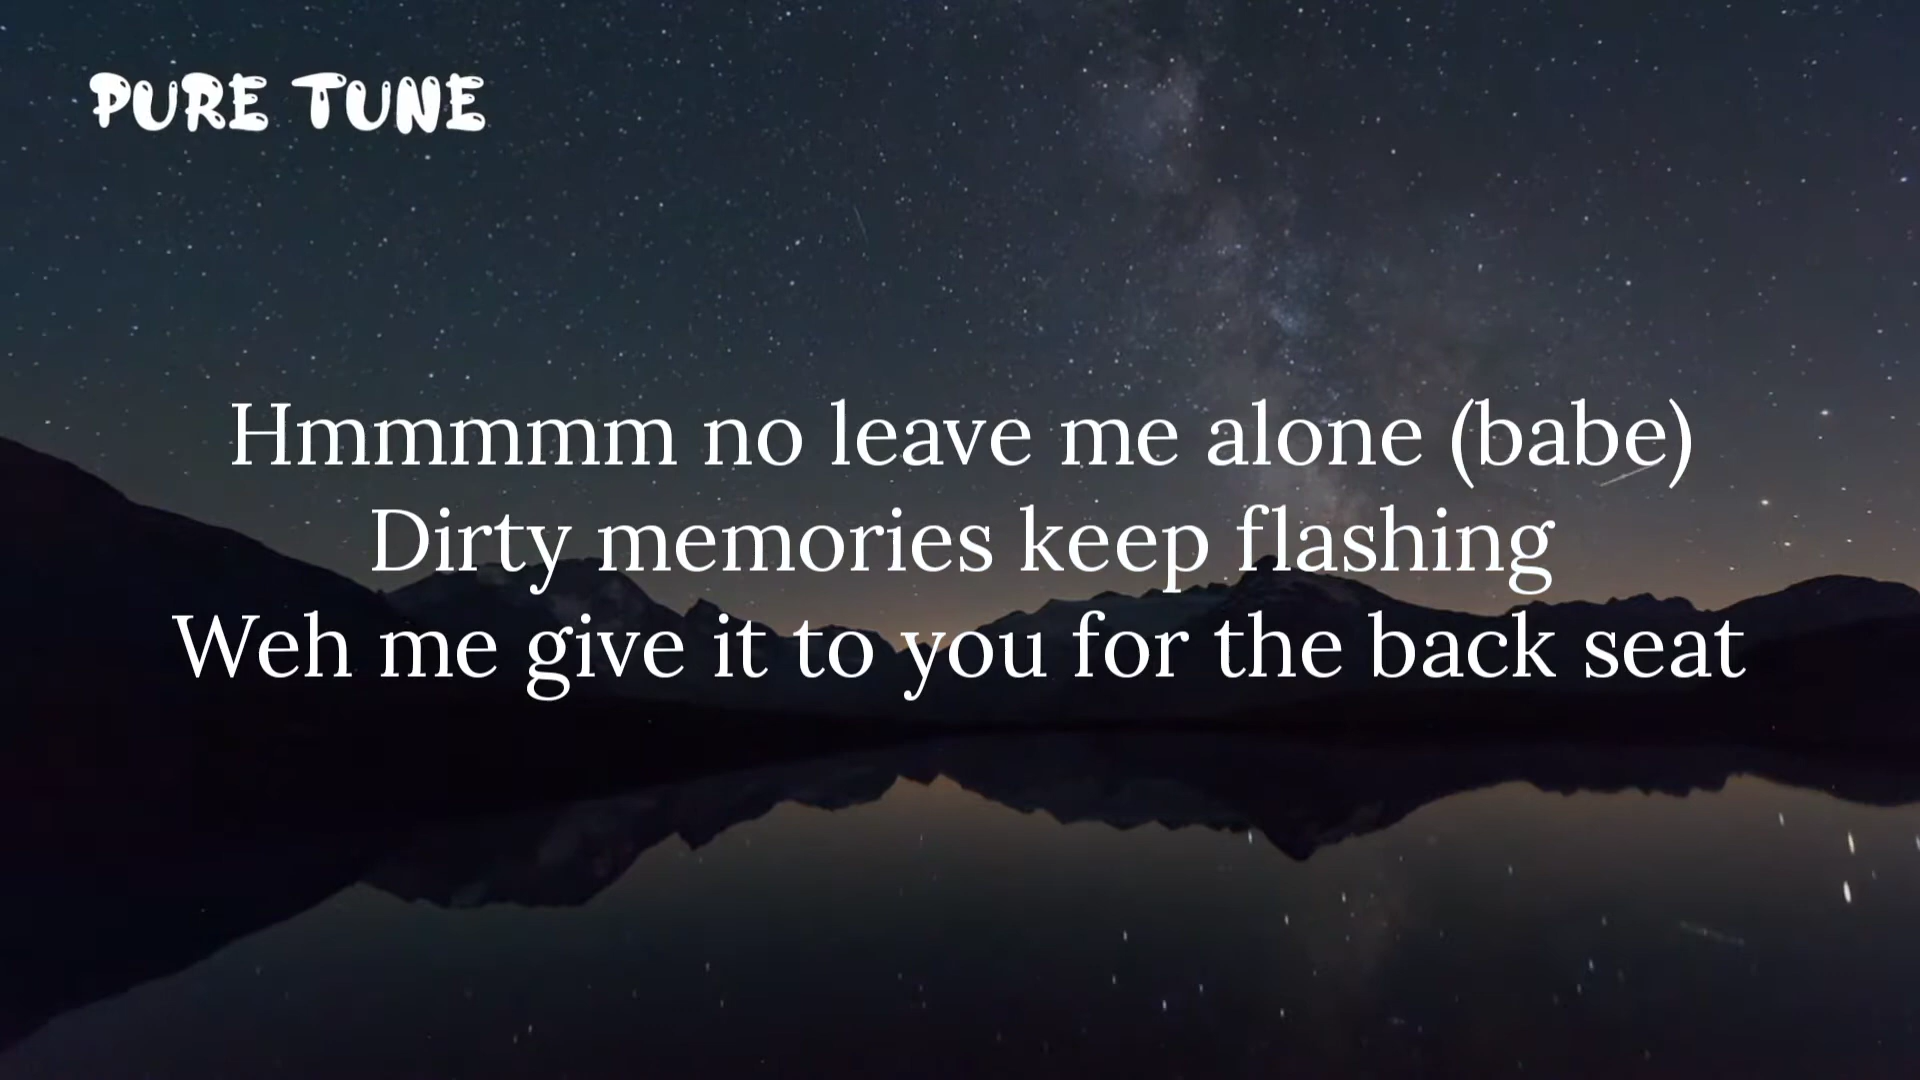 PURE TUNE
Hmmmmm no leave me alone (babe)
Dirty memories keep flashing
Weh me give it to you for the back seat